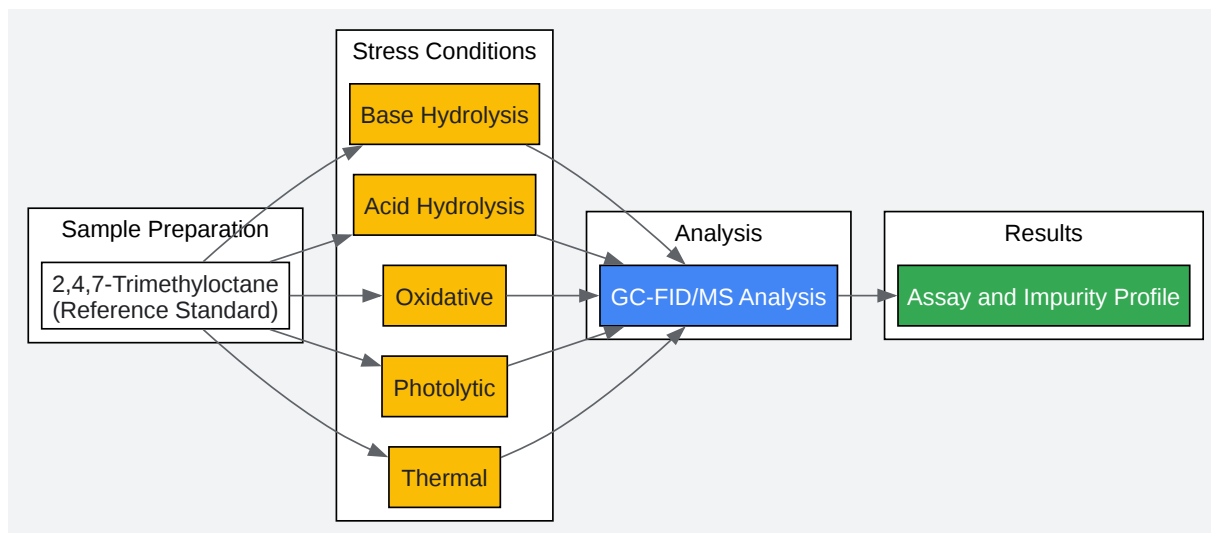 Sample Preparation
2,4,7-Trimethyloctane
(Reference Standard)
Stress Conditions
Base Hydrolysis
Acid Hydrolysis
Oxidative
Photolytic
Thermal
Analysis
GC-FID/MS Analysis
Results
Assay and Impurity Profile